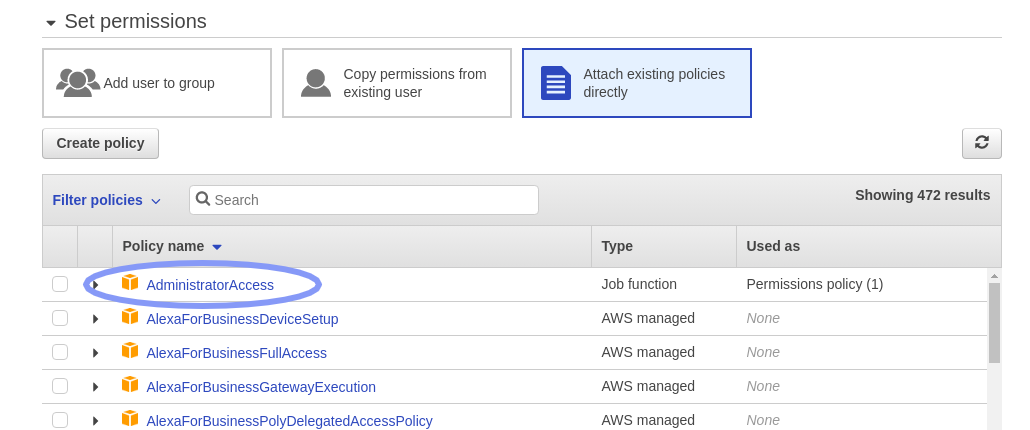 Set permissions
Add user to group
Copy permissions from
existing user
Attach existing policies
directly
Create policy
Filter policies
Search
Showing 472 results
Policy name
Type
Used as
AdministratorAccess
Job function
Permissions policy (1)
AlexaForBusinessDeviceSetup
AWS managed
None
AlexaForBusinessFullAccess
AWS managed
None
AlexaForBusinessGatewayExecution
AWS managed
None
AlexaForBusinessPolyDelegatedAccessPolicy
AWS managed
None